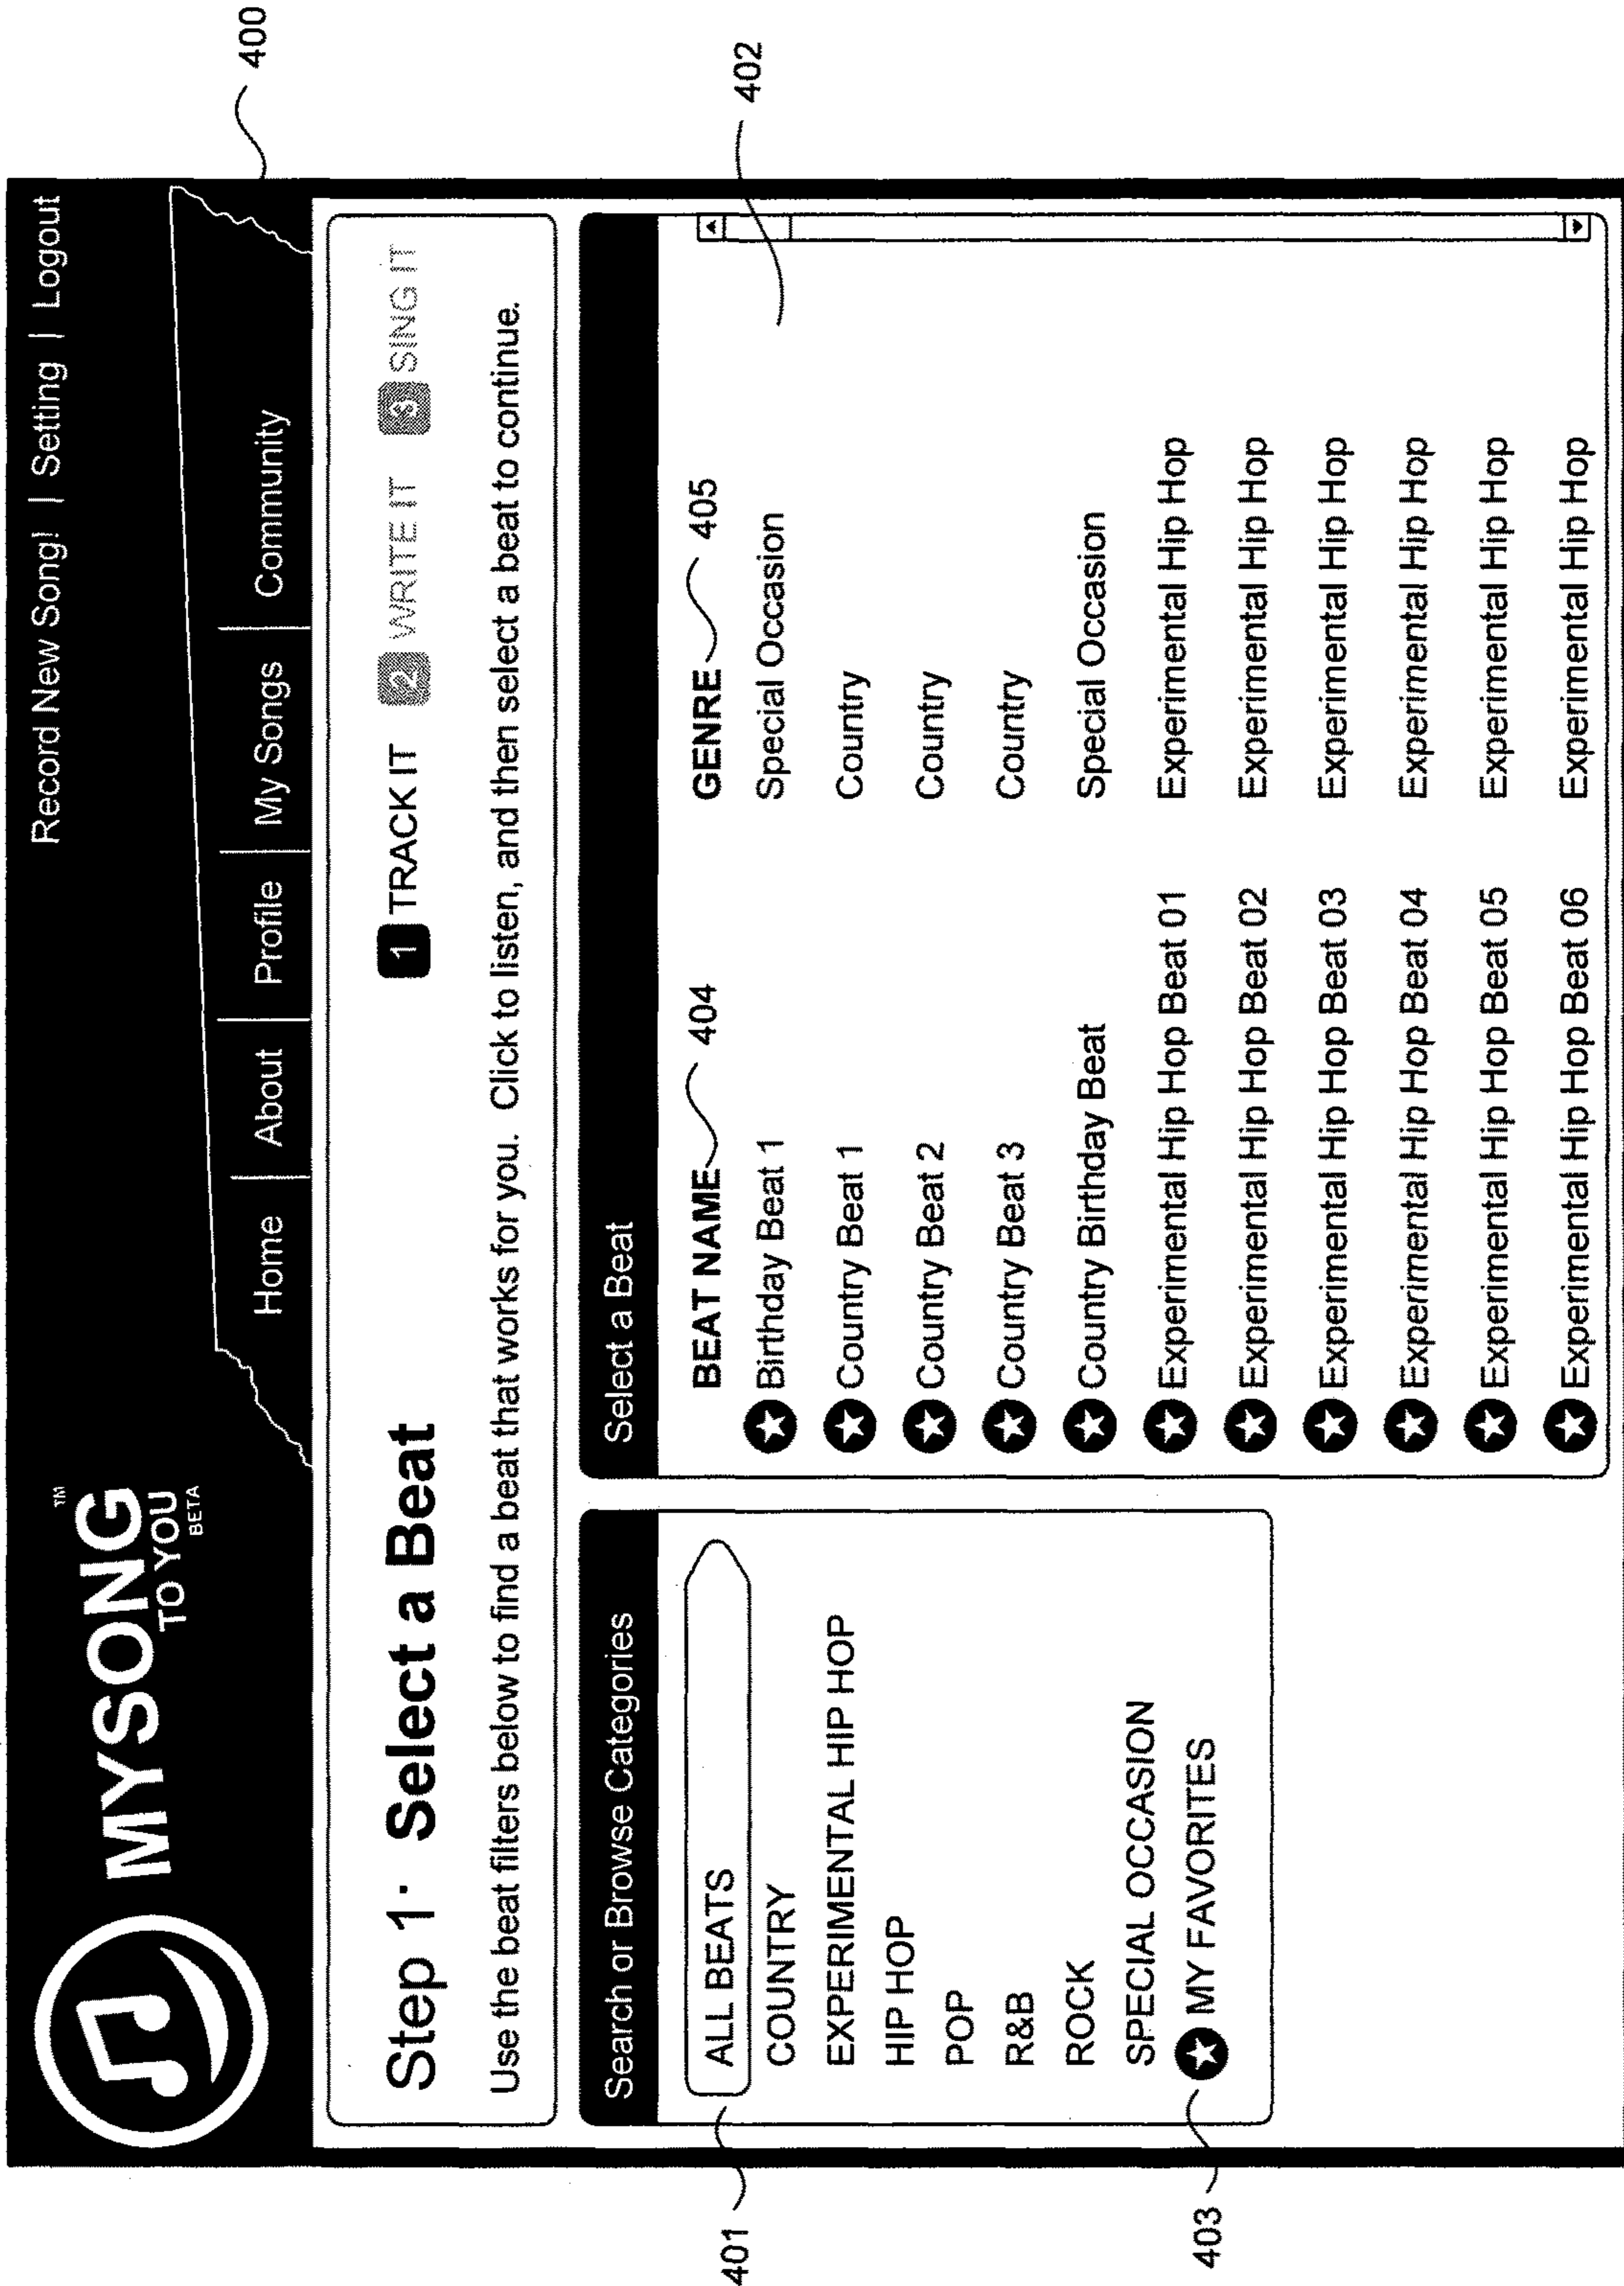 Record New Song! | Setting | Logout
MYSONG™
TO YOU
BETA
Home | About | Profile | My Songs | Community
400
Step 1 · Select a Beat
1 TRACK IT 2 WRITE IT 3 SING IT
Use the beat filters below to find a beat that works for you. Click to listen, and then select a beat to continue.
Search or Browse Categories
401
ALL BEATS
COUNTRY
EXPERIMENTAL HIP HOP
HIP HOP
POP
R&B
ROCK
SPECIAL OCCASION
403
MY FAVORITES
Select a Beat
402
BEAT NAME 404 GENRE 405
Birthday Beat 1 Special Occasion
Country Beat 1 Country
Country Beat 2 Country
Country Beat 3 Country
Country Birthday Beat Special Occasion
Experimental Hip Hop Beat 01 Experimental Hip Hop
Experimental Hip Hop Beat 02 Experimental Hip Hop
Experimental Hip Hop Beat 03 Experimental Hip Hop
Experimental Hip Hop Beat 04 Experimental Hip Hop
Experimental Hip Hop Beat 05 Experimental Hip Hop
Experimental Hip Hop Beat 06 Experimental Hip Hop